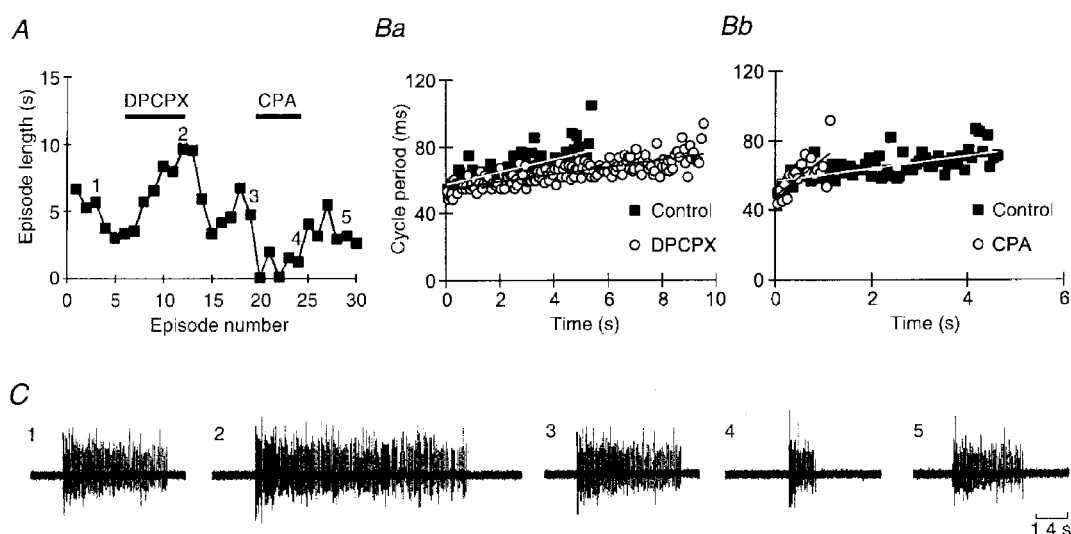 A
Ba
Bb
Episode length (s)
15
10
5
0
DPCPX
CPA
1
2
3
4
5
0 5 10 15 20 25 30
Episode number
Cycle period (ms)
120
80
40
0
Control
DPCPX
0 2 4 6 8 10
Time (s)
120
80
40
0
Control
CPA
0 2 4 6
Time (s)
C
1 2 3 4 5
1.4 s